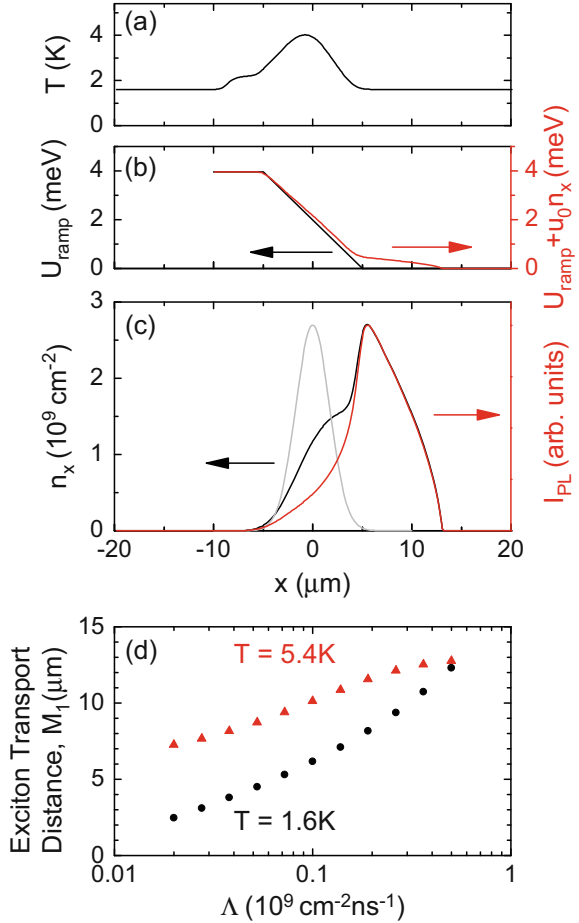 (a)
T (K)
4
2
0
(b)
U_ramp (meV)
4
2
0
4
2
0
U_ramp+u_0n_x (meV)
(c)
n_x (10^9 cm^-2)
3
2
1
0
I_PL (arb. units)
-20 -10 0 10 20
x (μm)
(d)
Exciton Transport
Distance, M_1(μm)
15
10
5
0
T = 5.4K
T = 1.6K
0.01 0.1 1
Λ (10^9 cm^-2ns^-1)